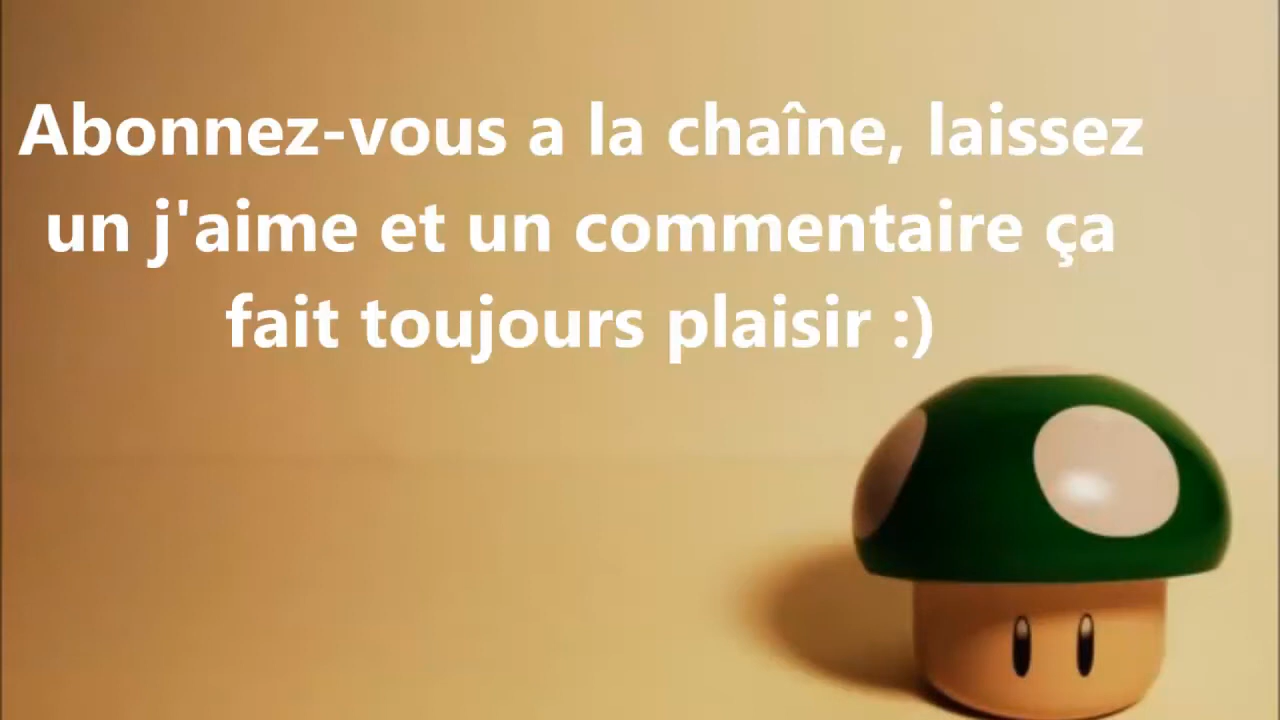 Abonnez-vous a la chaîne, laissez
un j'aime et un commentaire ça
fait toujours plaisir :)